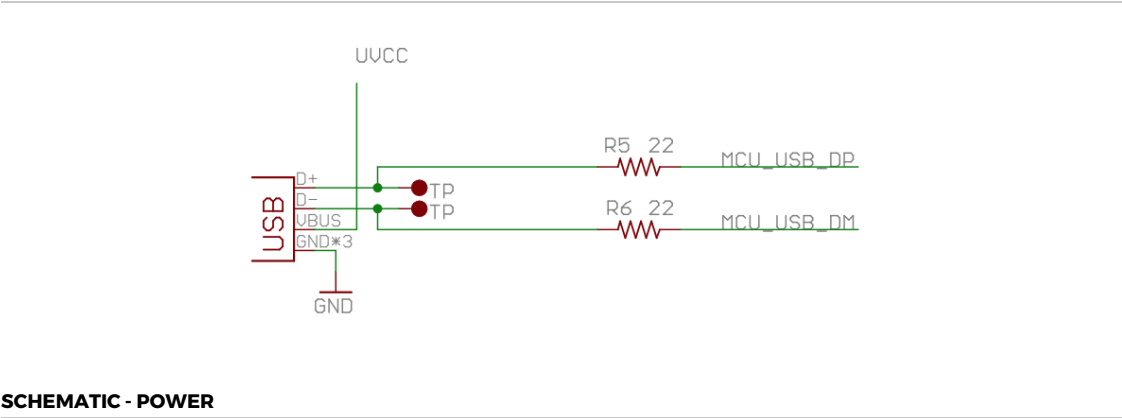 UVCC
R5 22
MCU_USB_DP
D+
TP
D-
TP
R6 22
USB
VBUS
MCU_USB_DM
GND*3
GND
SCHEMATIC - POWER